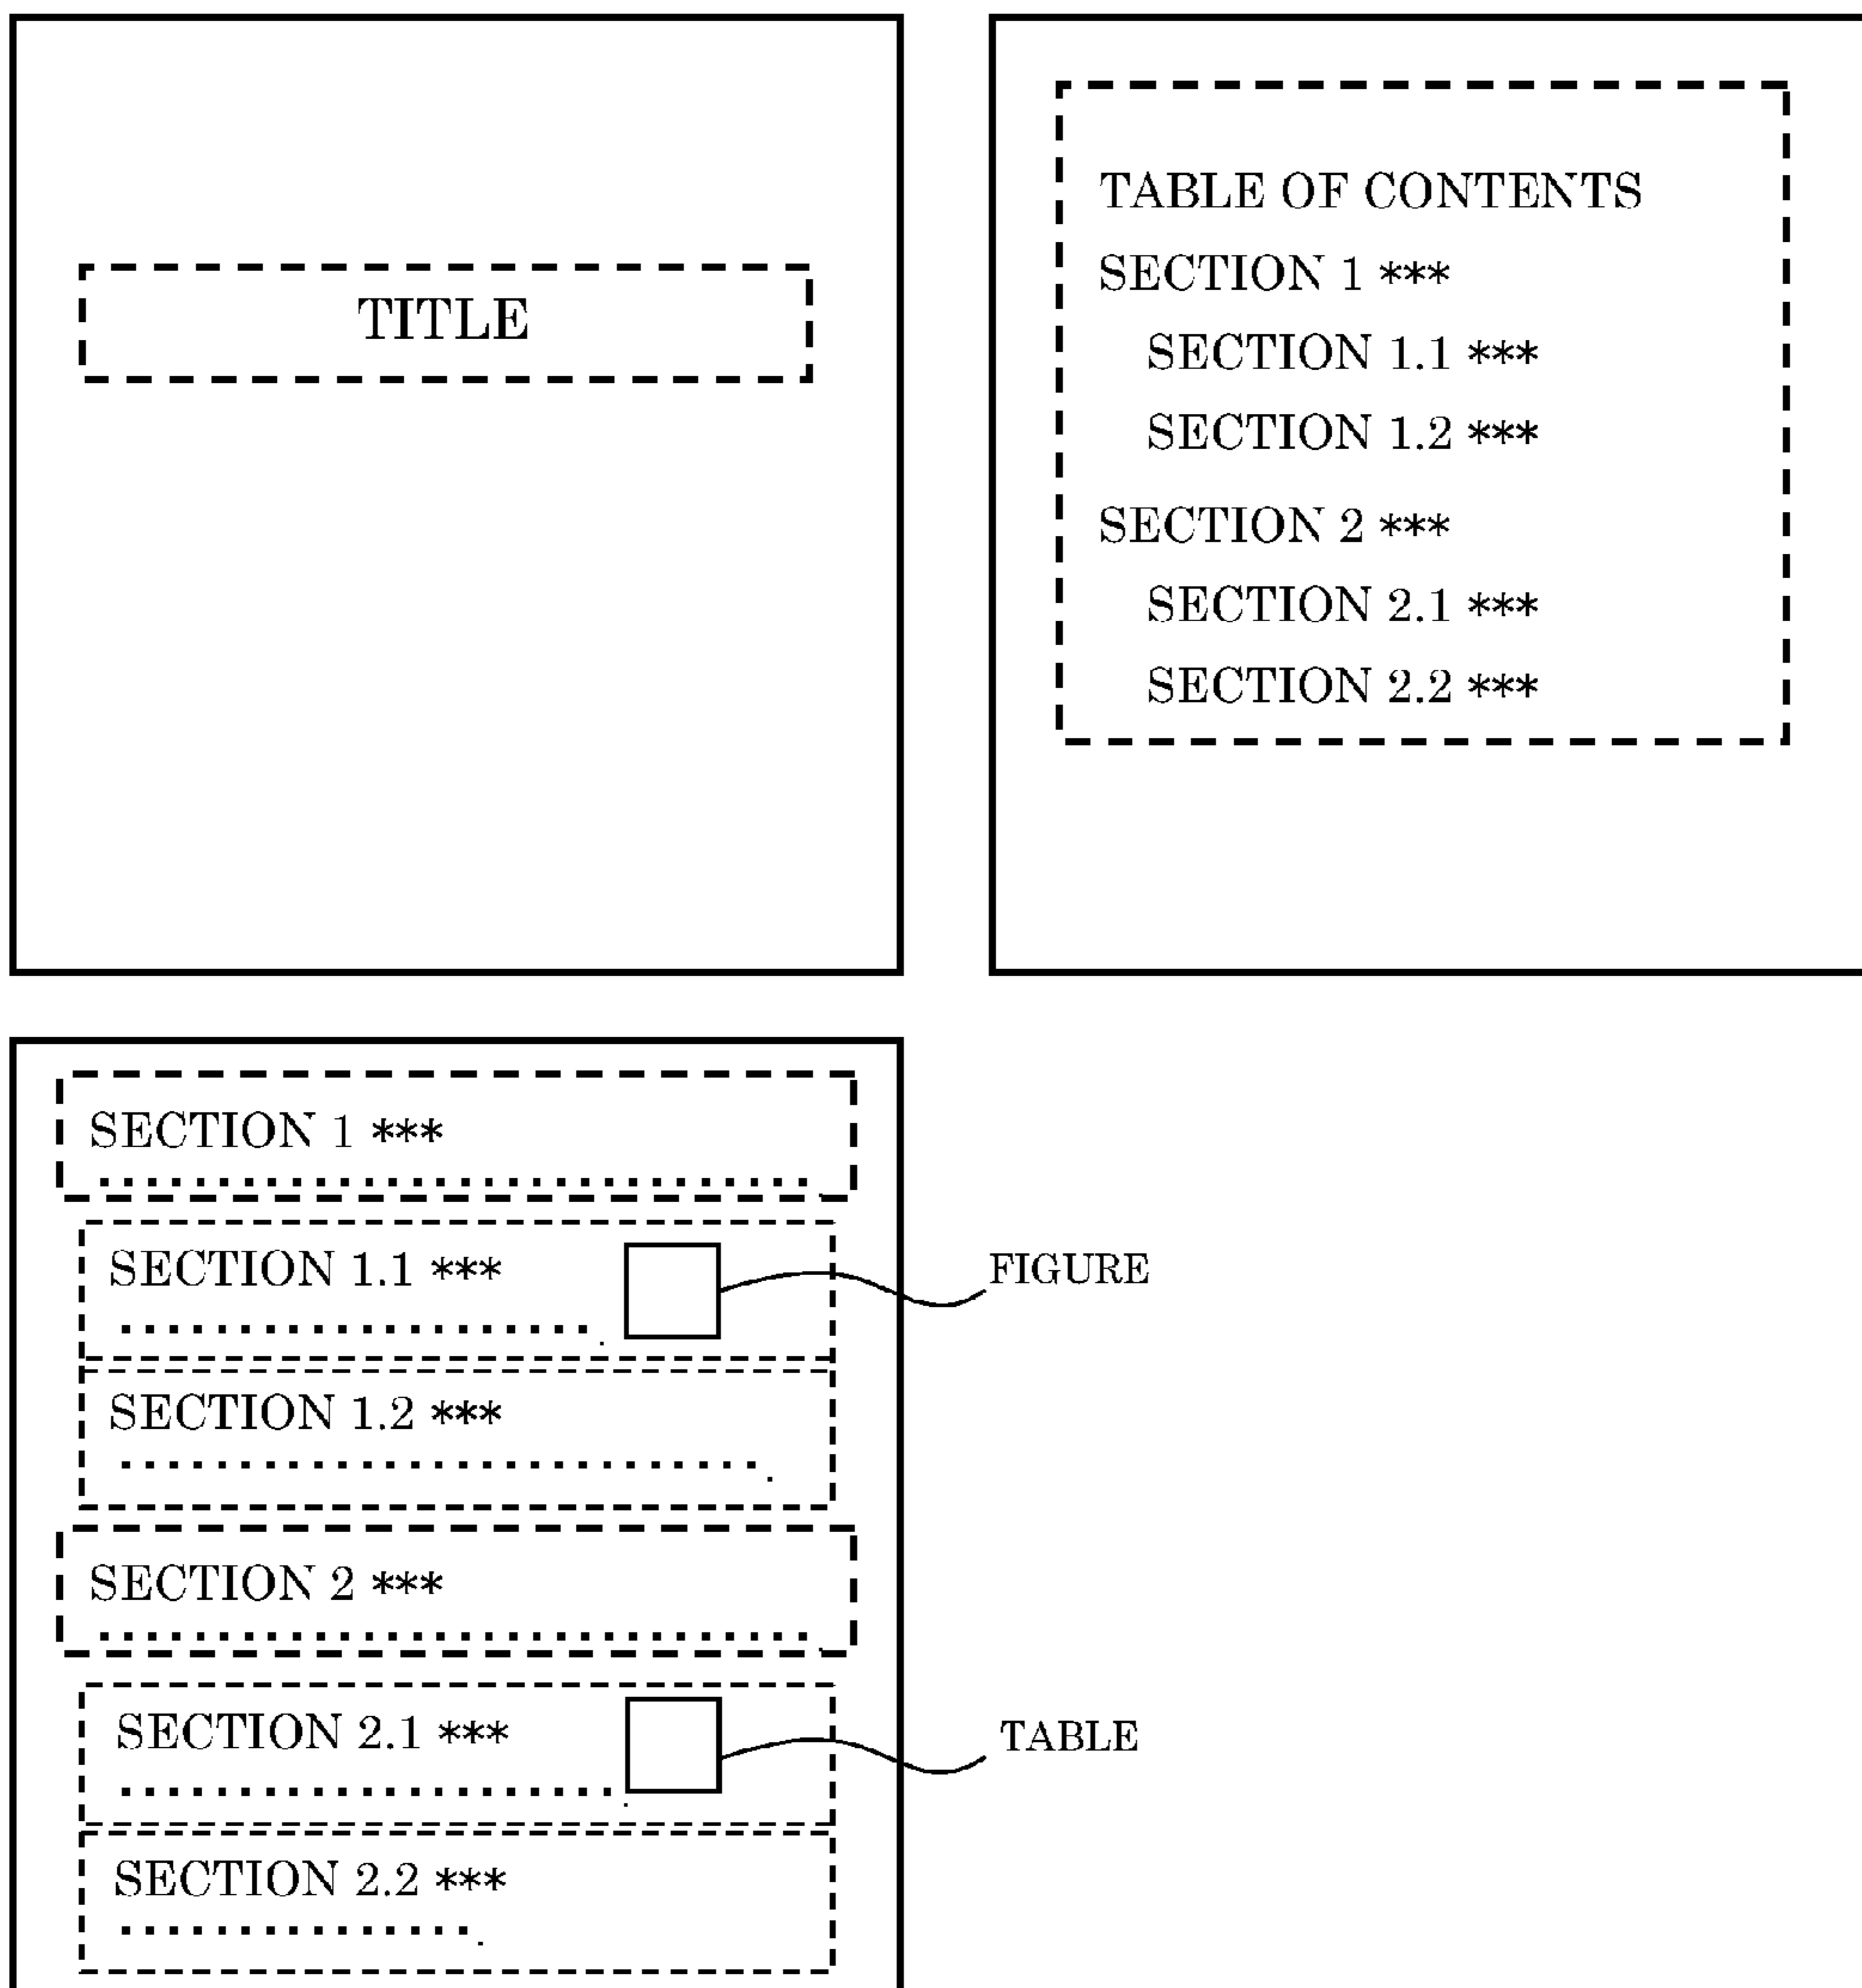 TITLE
TABLE OF CONTENTS
SECTION 1 ***
SECTION 1.1 ***
SECTION 1.2 ***
SECTION 2 ***
SECTION 2.1 ***
SECTION 2.2 ***
SECTION 1 ***
SECTION 1.1 ***
FIGURE
SECTION 1.2 ***
SECTION 2 ***
SECTION 2.1 ***
TABLE
SECTION 2.2 ***